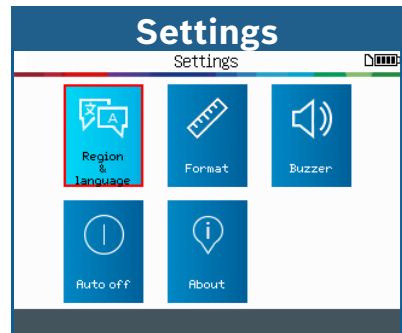 Settings
Settings
Region
&
language
Format
Buzzer
Auto off
About